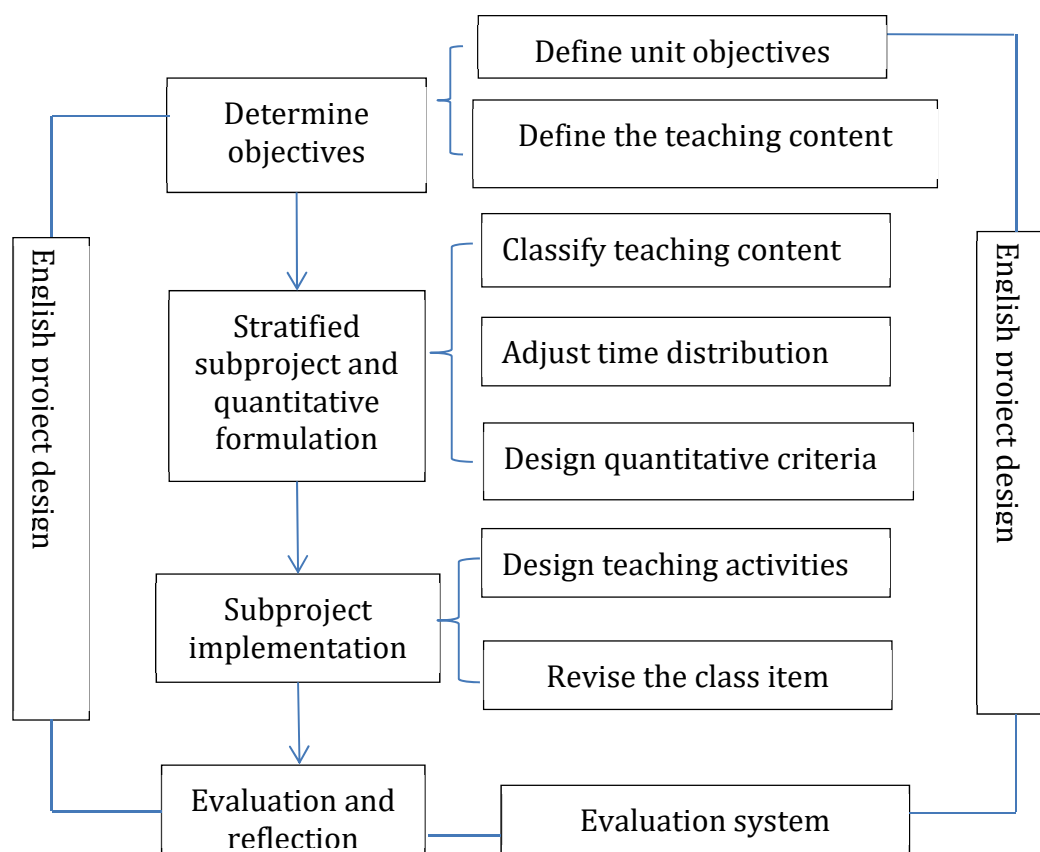 Define unit objectives
Determine
objectives
Define the teaching content
English project design
English project design
Classify teaching content
Stratified
subproject and
quantitative
formulation
Adjust time distribution
Design quantitative criteria
Design teaching activities
Subproject
implementation
Revise the class item
Evaluation and
reflection
Evaluation system